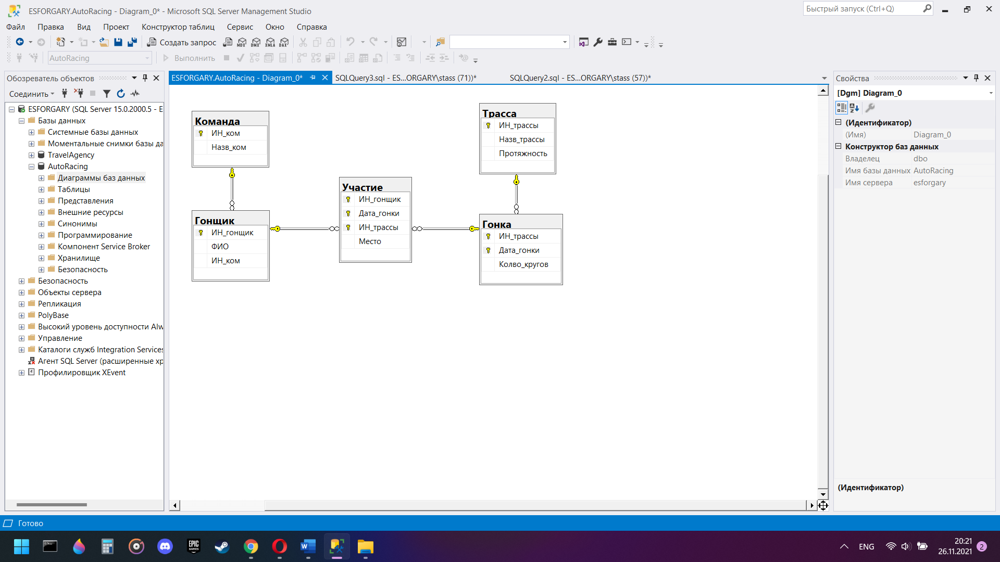 ESFORGARY.AutoRacing - Diagram_0* - Microsoft SQL Server Management Studio
Быстрый запуск (Ctrl+Q)
Файл Правка Вид Проект Конструктор таблиц Сервис Окно Справка
Создать запрос MDX DMX XMLA DAX
AutoRacing Выполнить
Обозреватель объектов
Соединить
ESFORGARY (SQL Server 15.0.2000.5 - E
Базы данных
Системные базы данных
Моментальные снимки базы да
TravelAgency
AutoRacing
Диаграммы баз данных
Таблицы
Представления
Внешние ресурсы
Синонимы
Программирование
Компонент Service Broker
Хранилище
Безопасность
Безопасность
Объекты сервера
Репликация
PolyBase
Высокий уровень доступности Alw
Управление
Каталоги служб Integration Services
Агент SQL Server (расширенные хр
Профилировщик XEvent
ESFORGARY.AutoRacing - Diagram_0* SQLQuery3.sql - ES...ORGARY\stass (71))* SQLQuery2.sql - ES...ORGARY\stass (57))*
Команда
ИН_ком
Назв_ком
Гонщик
ИН_гонщик
ФИО
ИН_ком
Участие
ИН_гонщик
Дата_гонки
ИН_трассы
Место
Трасса
ИН_трассы
Назв_трассы
Протяжность
Гонка
ИН_трассы
Дата_гонки
Колво_кругов
Свойства
[Dgm] Diagram_0
(Идентификатор)
(Имя) Diagram_0
Конструктор баз данных
Владелец dbo
Имя базы данных AutoRacing
Имя сервера esforgary
(Идентификатор)
Готово
EPIC GAMES
W
ENG
20:21
26.11.2021
2